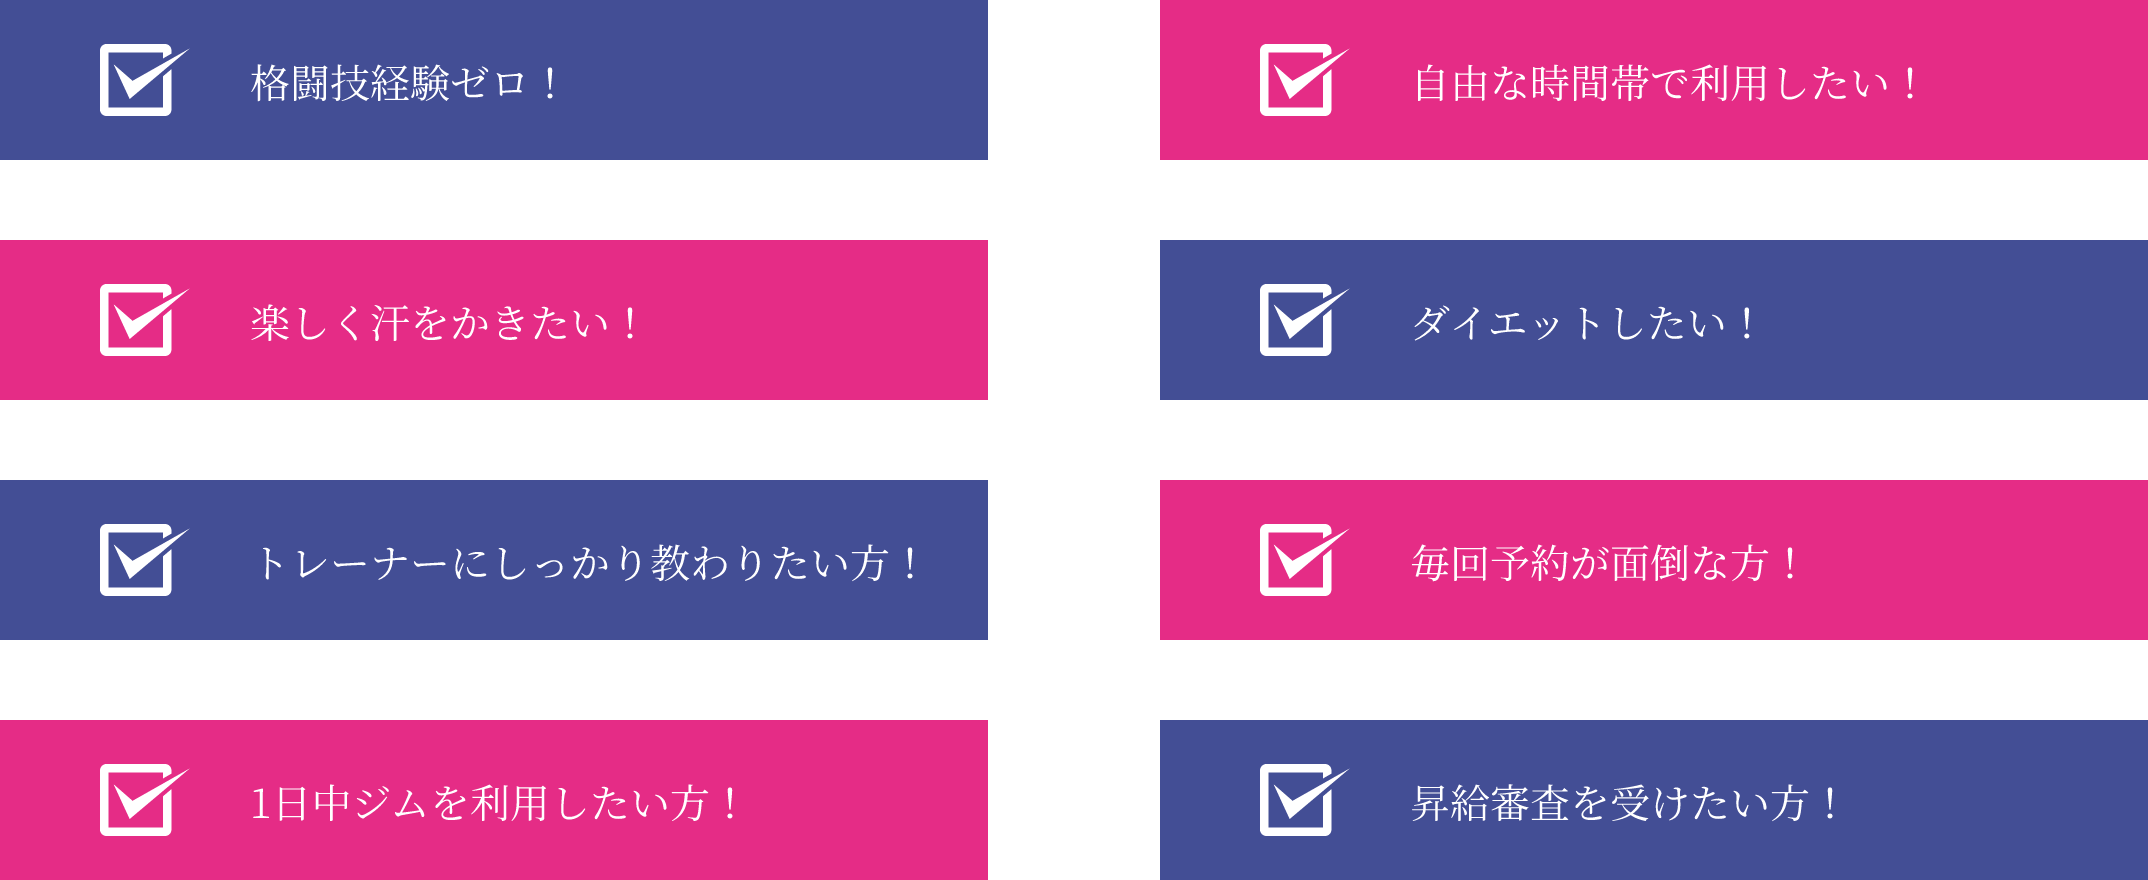 格闘技経験ゼロ！
自由な時間帯で利用したい！
楽しく汗をかきたい！
ダイエットしたい！
トレーナーにしっかり教わりたい方！
毎回予約が面倒な方！
1日中ジムを利用したい方！
昇給審査を受けたい方！